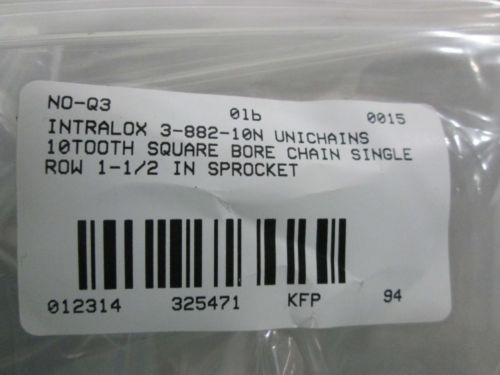 NO-Q3 01b 0015
INTRALOX 3-882-10N UNICHAINS
10TOOTH SQUARE BORE CHAIN SINGLE
ROW 1-1/2 IN SPROCKET
012314 325471 KFP 94